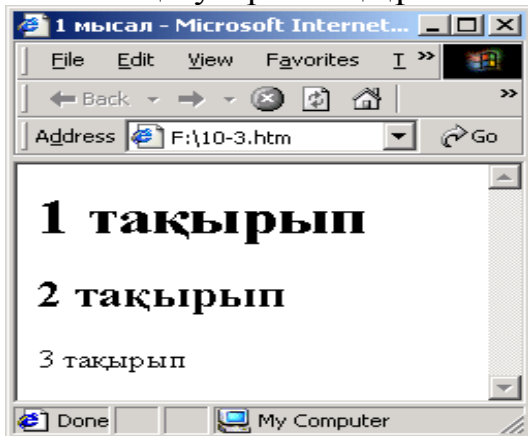 1 мысал - Microsoft Internet...
File Edit View Favorites T »
Back »
Address F:\10-3.htm Go
1 тақырып
2 тақырып
3 тақырып
Done My Computer